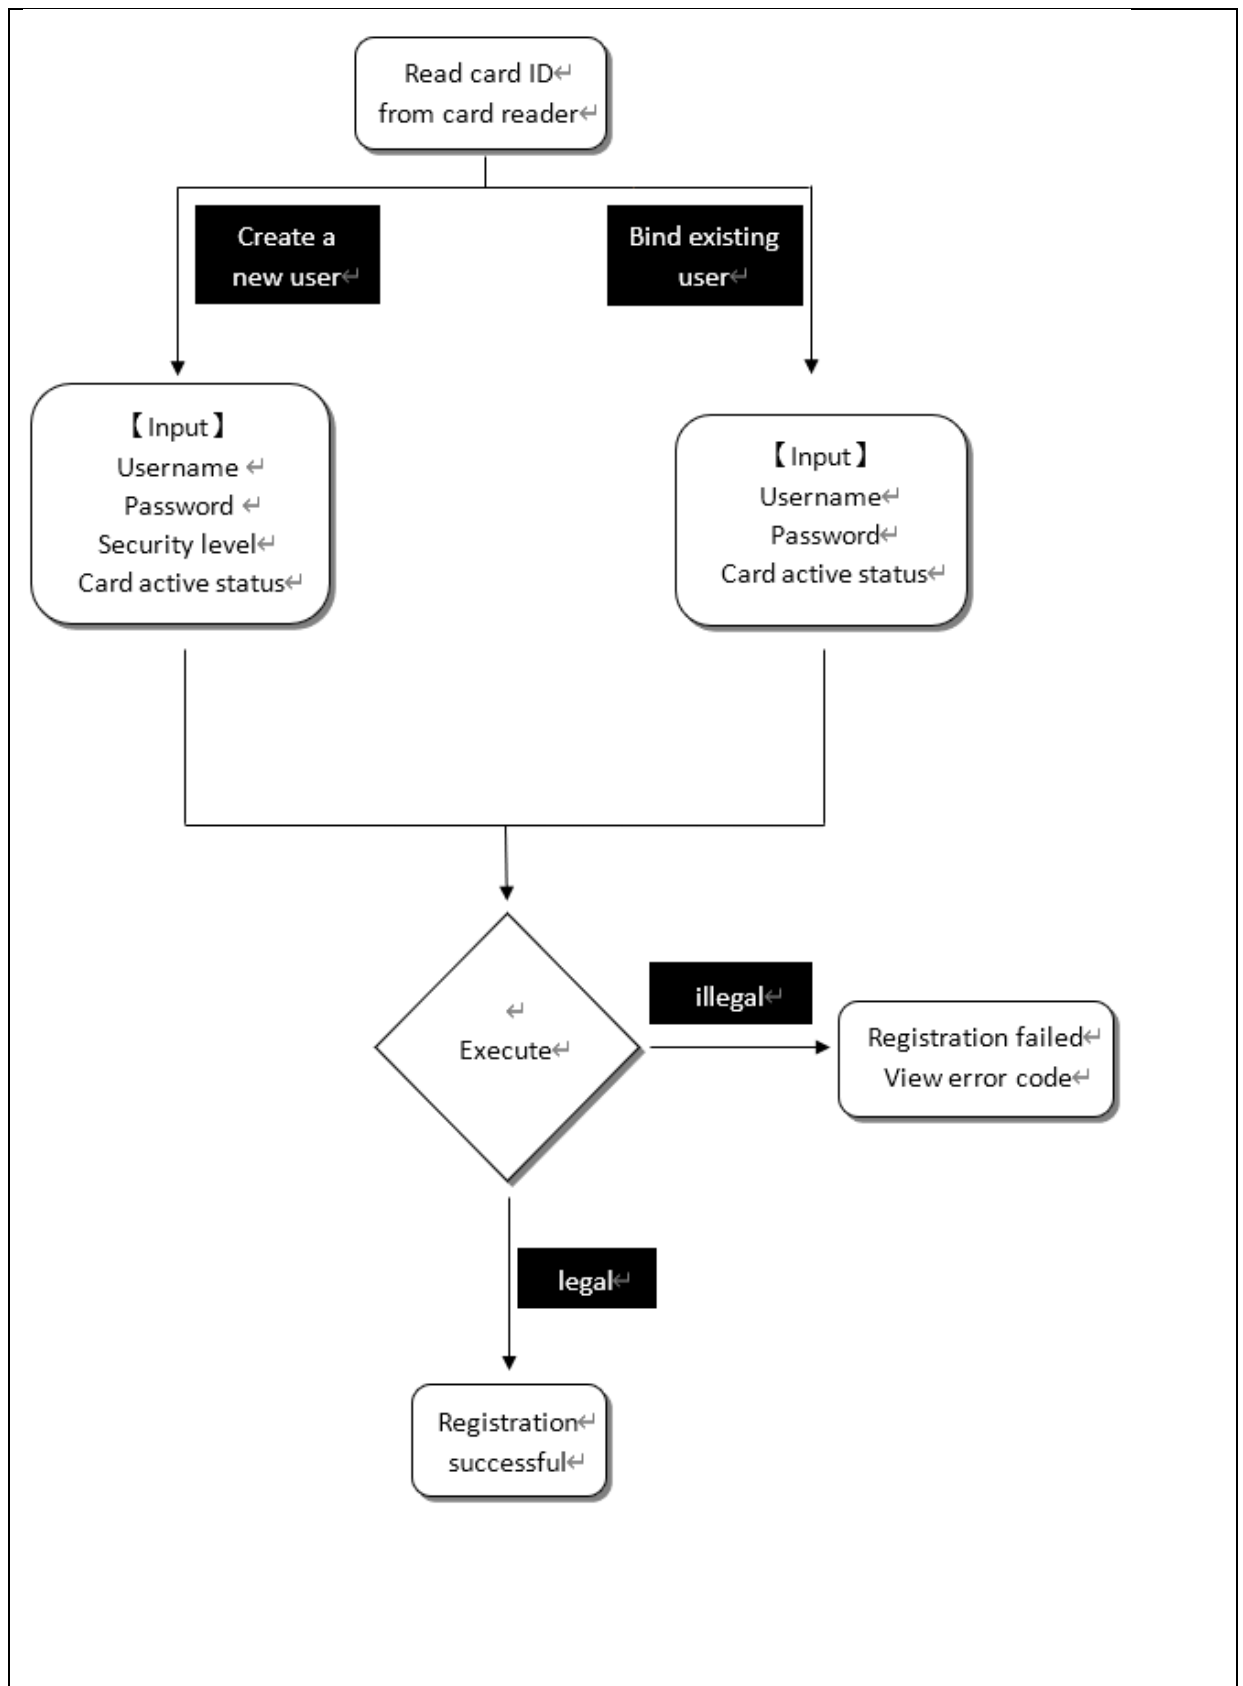 Read card ID↵
from card reader↵
Create a
new user↵
Bind existing
user↵
【Input】
Username ↵
Password ↵
Security level↵
Card active status↵
【Input】
Username↵
Password↵
Card active status↵
↵
Execute↵
illegal↵
Registration failed↵
View error code↵
legal↵
Registration↵
successful↵